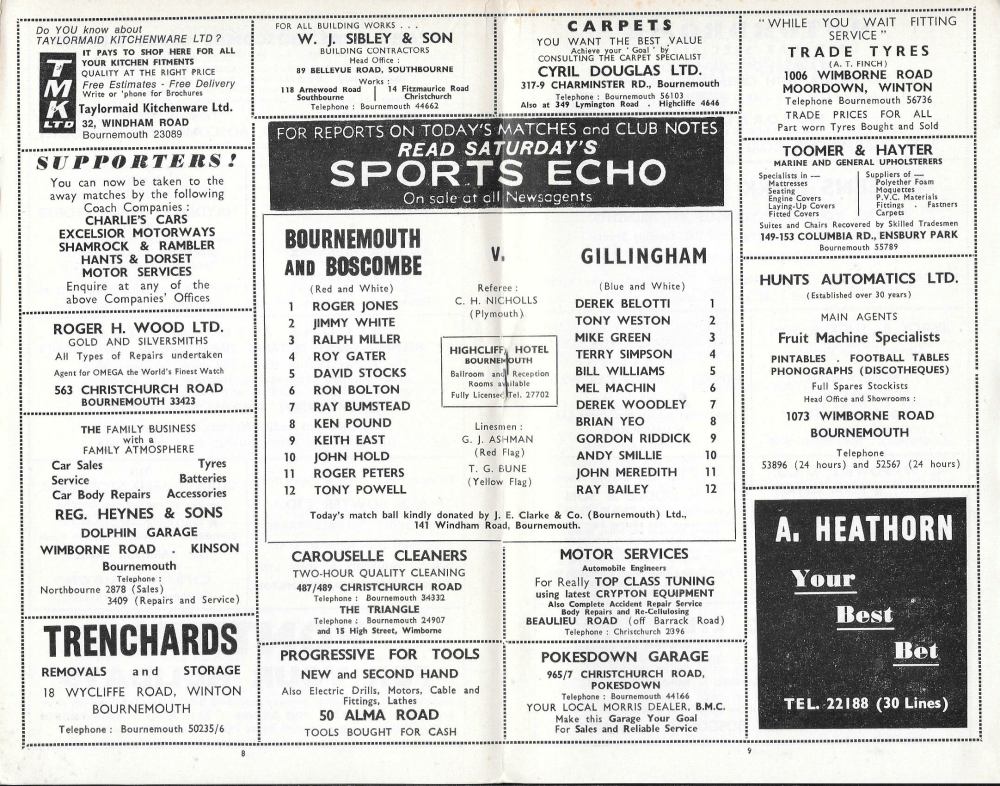 Do YOU know about
TAYLORMAID KITCHENWARE LTD ?
TMK LTD
IT PAYS TO SHOP HERE FOR ALL
YOUR KITCHEN FITMENTS
QUALITY AT THE RIGHT PRICE
Free Estimates - Free Delivery
Write or 'phone for Brochures
Taylormaid Kitchenware Ltd.
32, WINDHAM ROAD
Bournemouth 23089
SUPPORTERS!
You can now be taken to the
away matches by the following
Coach Companies :
CHARLIE'S CARS
EXCELSIOR MOTORWAYS
SHAMROCK & RAMBLER
HANTS & DORSET
MOTOR SERVICES
Enquire at any of the
above Companies' Offices
ROGER H. WOOD LTD.
GOLD AND SILVERSMITHS
All Types of Repairs undertaken
Agent for OMEGA the World's Finest Watch
563 CHRISTCHURCH ROAD
BOURNEMOUTH 33423
THE FAMILY BUSINESS
with a
FAMILY ATMOSPHERE
Car Sales Tyres
Service Batteries
Car Body Repairs Accessories
REG. HEYNES & SONS
DOLPHIN GARAGE
WIMBORNE ROAD . KINSON
Bournemouth
Telephone :
Northbourne 2878 (Sales)
3409 (Repairs and Service)
TRENCHARDS
REMOVALS and STORAGE
18 WYCLIFFE ROAD, WINTON
BOURNEMOUTH
Telephone : Bournemouth 50235/6
FOR ALL BUILDING WORKS . . .
W. J. SIBLEY & SON
BUILDING CONTRACTORS
Head Office :
89 BELLEVUE ROAD, SOUTHBOURNE
Works :
118 Arnewood Road 14 Fitzmaurice Road
Southbourne Christchurch
Telephone : Bournemouth 44662
CARPETS
YOU WANT THE BEST VALUE
Achieve your ' Goal ' by
CONSULTING THE CARPET SPECIALIST
CYRIL DOUGLAS LTD.
317-9 CHARMINSTER RD., Bournemouth
Telephone : Bournemouth 56103
Also at 349 Lymington Road . Highcliffe 4646
FOR REPORTS ON TODAY'S MATCHES and CLUB NOTES
READ SATURDAY'S
SPORTS ECHO
On sale at all Newsagents
BOURNEMOUTH
AND BOSCOMBE
(Red and White)
1 ROGER JONES
2 JIMMY WHITE
3 RALPH MILLER
4 ROY GATER
5 DAVID STOCKS
6 RON BOLTON
7 RAY BUMSTEAD
8 KEN POUND
9 KEITH EAST
10 JOHN HOLD
11 ROGER PETERS
12 TONY POWELL
V.
Referee :
C. H. NICHOLLS
(Plymouth)
HIGHCLIFF HOTEL
BOURNEMOUTH
Ballroom and Reception
Rooms available
Fully Licensed Tel. 27702
Linesmen :
G. J. ASHMAN
(Red Flag)
T. G. BUNE
(Yellow Flag)
GILLINGHAM
(Blue and White)
DEREK BELOTTI 1
TONY WESTON 2
MIKE GREEN 3
TERRY SIMPSON 4
BILL WILLIAMS 5
MEL MACHIN 6
DEREK WOODLEY 7
BRIAN YEO 8
GORDON RIDDICK 9
ANDY SMILLIE 10
JOHN MEREDITH 11
RAY BAILEY 12
Today's match ball kindly donated by J. E. Clarke & Co. (Bournemouth) Ltd.,
141 Windham Road, Bournemouth.
CAROUSELLE CLEANERS
TWO-HOUR QUALITY CLEANING
487/489 CHRISTCHURCH ROAD
Telephone : Bournemouth 34332
THE TRIANGLE
Telephone : Bournemouth 24907
and 15 High Street, Wimborne
MOTOR SERVICES
Automobile Engineers
For Really TOP CLASS TUNING
using latest CRYPTON EQUIPMENT
Also Complete Accident Repair Service
Body Repairs and Re-Cellulosing
BEAULIEU ROAD (off Barrack Road)
Telephone : Christchurch 2396
PROGRESSIVE FOR TOOLS
NEW and SECOND HAND
Also Electric Drills, Motors, Cable and
Fittings, Lathes
50 ALMA ROAD
TOOLS BOUGHT FOR CASH
POKESDOWN GARAGE
965/7 CHRISTCHURCH ROAD,
POKESDOWN
Telephone : Bournemouth 44166
YOUR LOCAL MORRIS DEALER, B.M.C.
Make this Garage Your Goal
For Sales and Reliable Service
"WHILE YOU WAIT FITTING
SERVICE"
TRADE TYRES
(A. T. FINCH)
1006 WIMBORNE ROAD
MOORDOWN, WINTON
Telephone Bournemouth 56736
TRADE PRICES FOR ALL
Part worn Tyres Bought and Sold
TOOMER & HAYTER
MARINE AND GENERAL UPHOLSTERERS
Specialists in — Suppliers of —
Mattresses Polyether Foam
Seating Moquettes
Engine Covers P.V.C. Materials
Laying-Up Covers Fittings . Fastners
Fitted Covers Carpets
Suites and Chairs Recovered by Skilled Tradesmen
149-153 COLUMBIA RD., ENSBURY PARK
Bournemouth 55789
HUNTS AUTOMATICS LTD.
(Established over 30 years)
MAIN AGENTS
Fruit Machine Specialists
PINTABLES . FOOTBALL TABLES
PHONOGRAPHS (DISCOTHEQUES)
Full Spares Stockists
Head Office and Showrooms :
1073 WIMBORNE ROAD
BOURNEMOUTH
Telephone
53896 (24 hours) and 52567 (24 hours)
A. HEATHORN
Your
Best
Bet
TEL. 22188 (30 Lines)
8
9